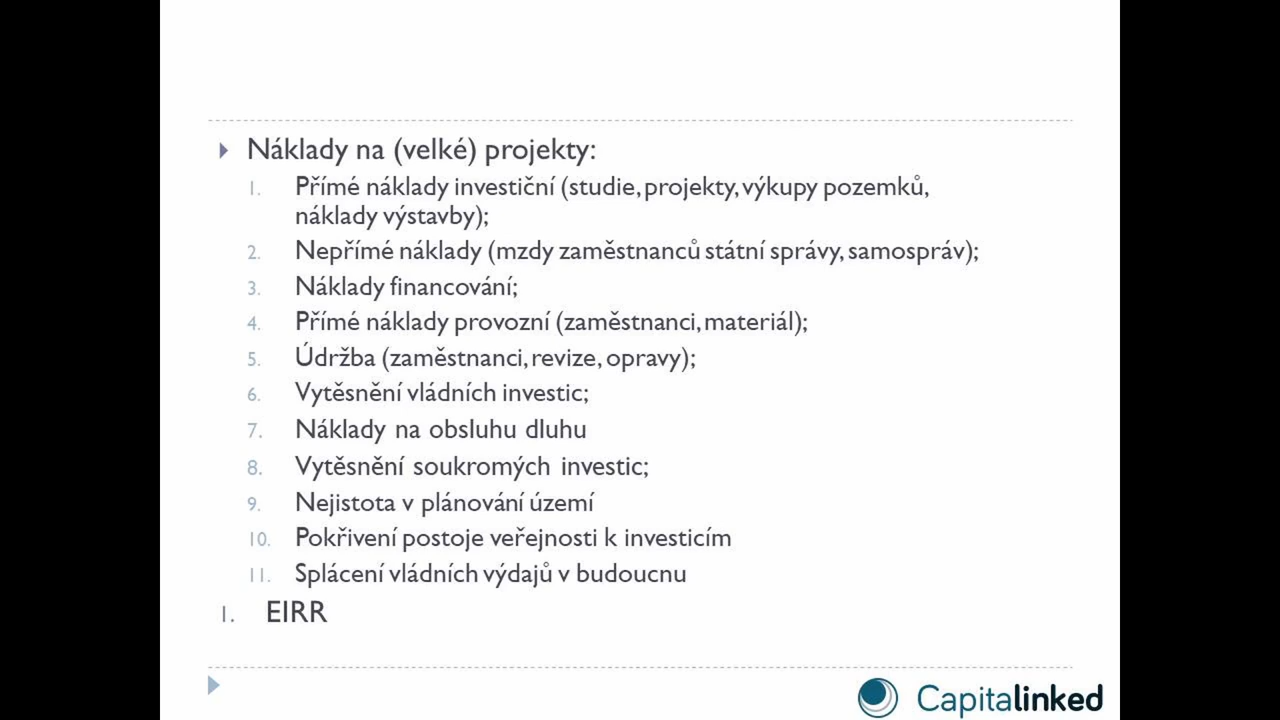 Náklady na (velké) projekty:
1. Přímé náklady investiční (studie, projekty, výkupy pozemků,
náklady výstavby);
2. Nepřímé náklady (mzdy zaměstnanců státní správy, samospráv);
3. Náklady financování;
4. Přímé náklady provozní (zaměstnanci, materiál);
5. Údržba (zaměstnanci, revize, opravy);
6. Vytěsnění vládních investic;
7. Náklady na obsluhu dluhu
8. Vytěsnění soukromých investic;
9. Nejistota v plánování území
10. Pokřivení postoje veřejnosti k investicím
11. Splácení vládních výdajů v budoucnu
1. EIRR
Capitalinked